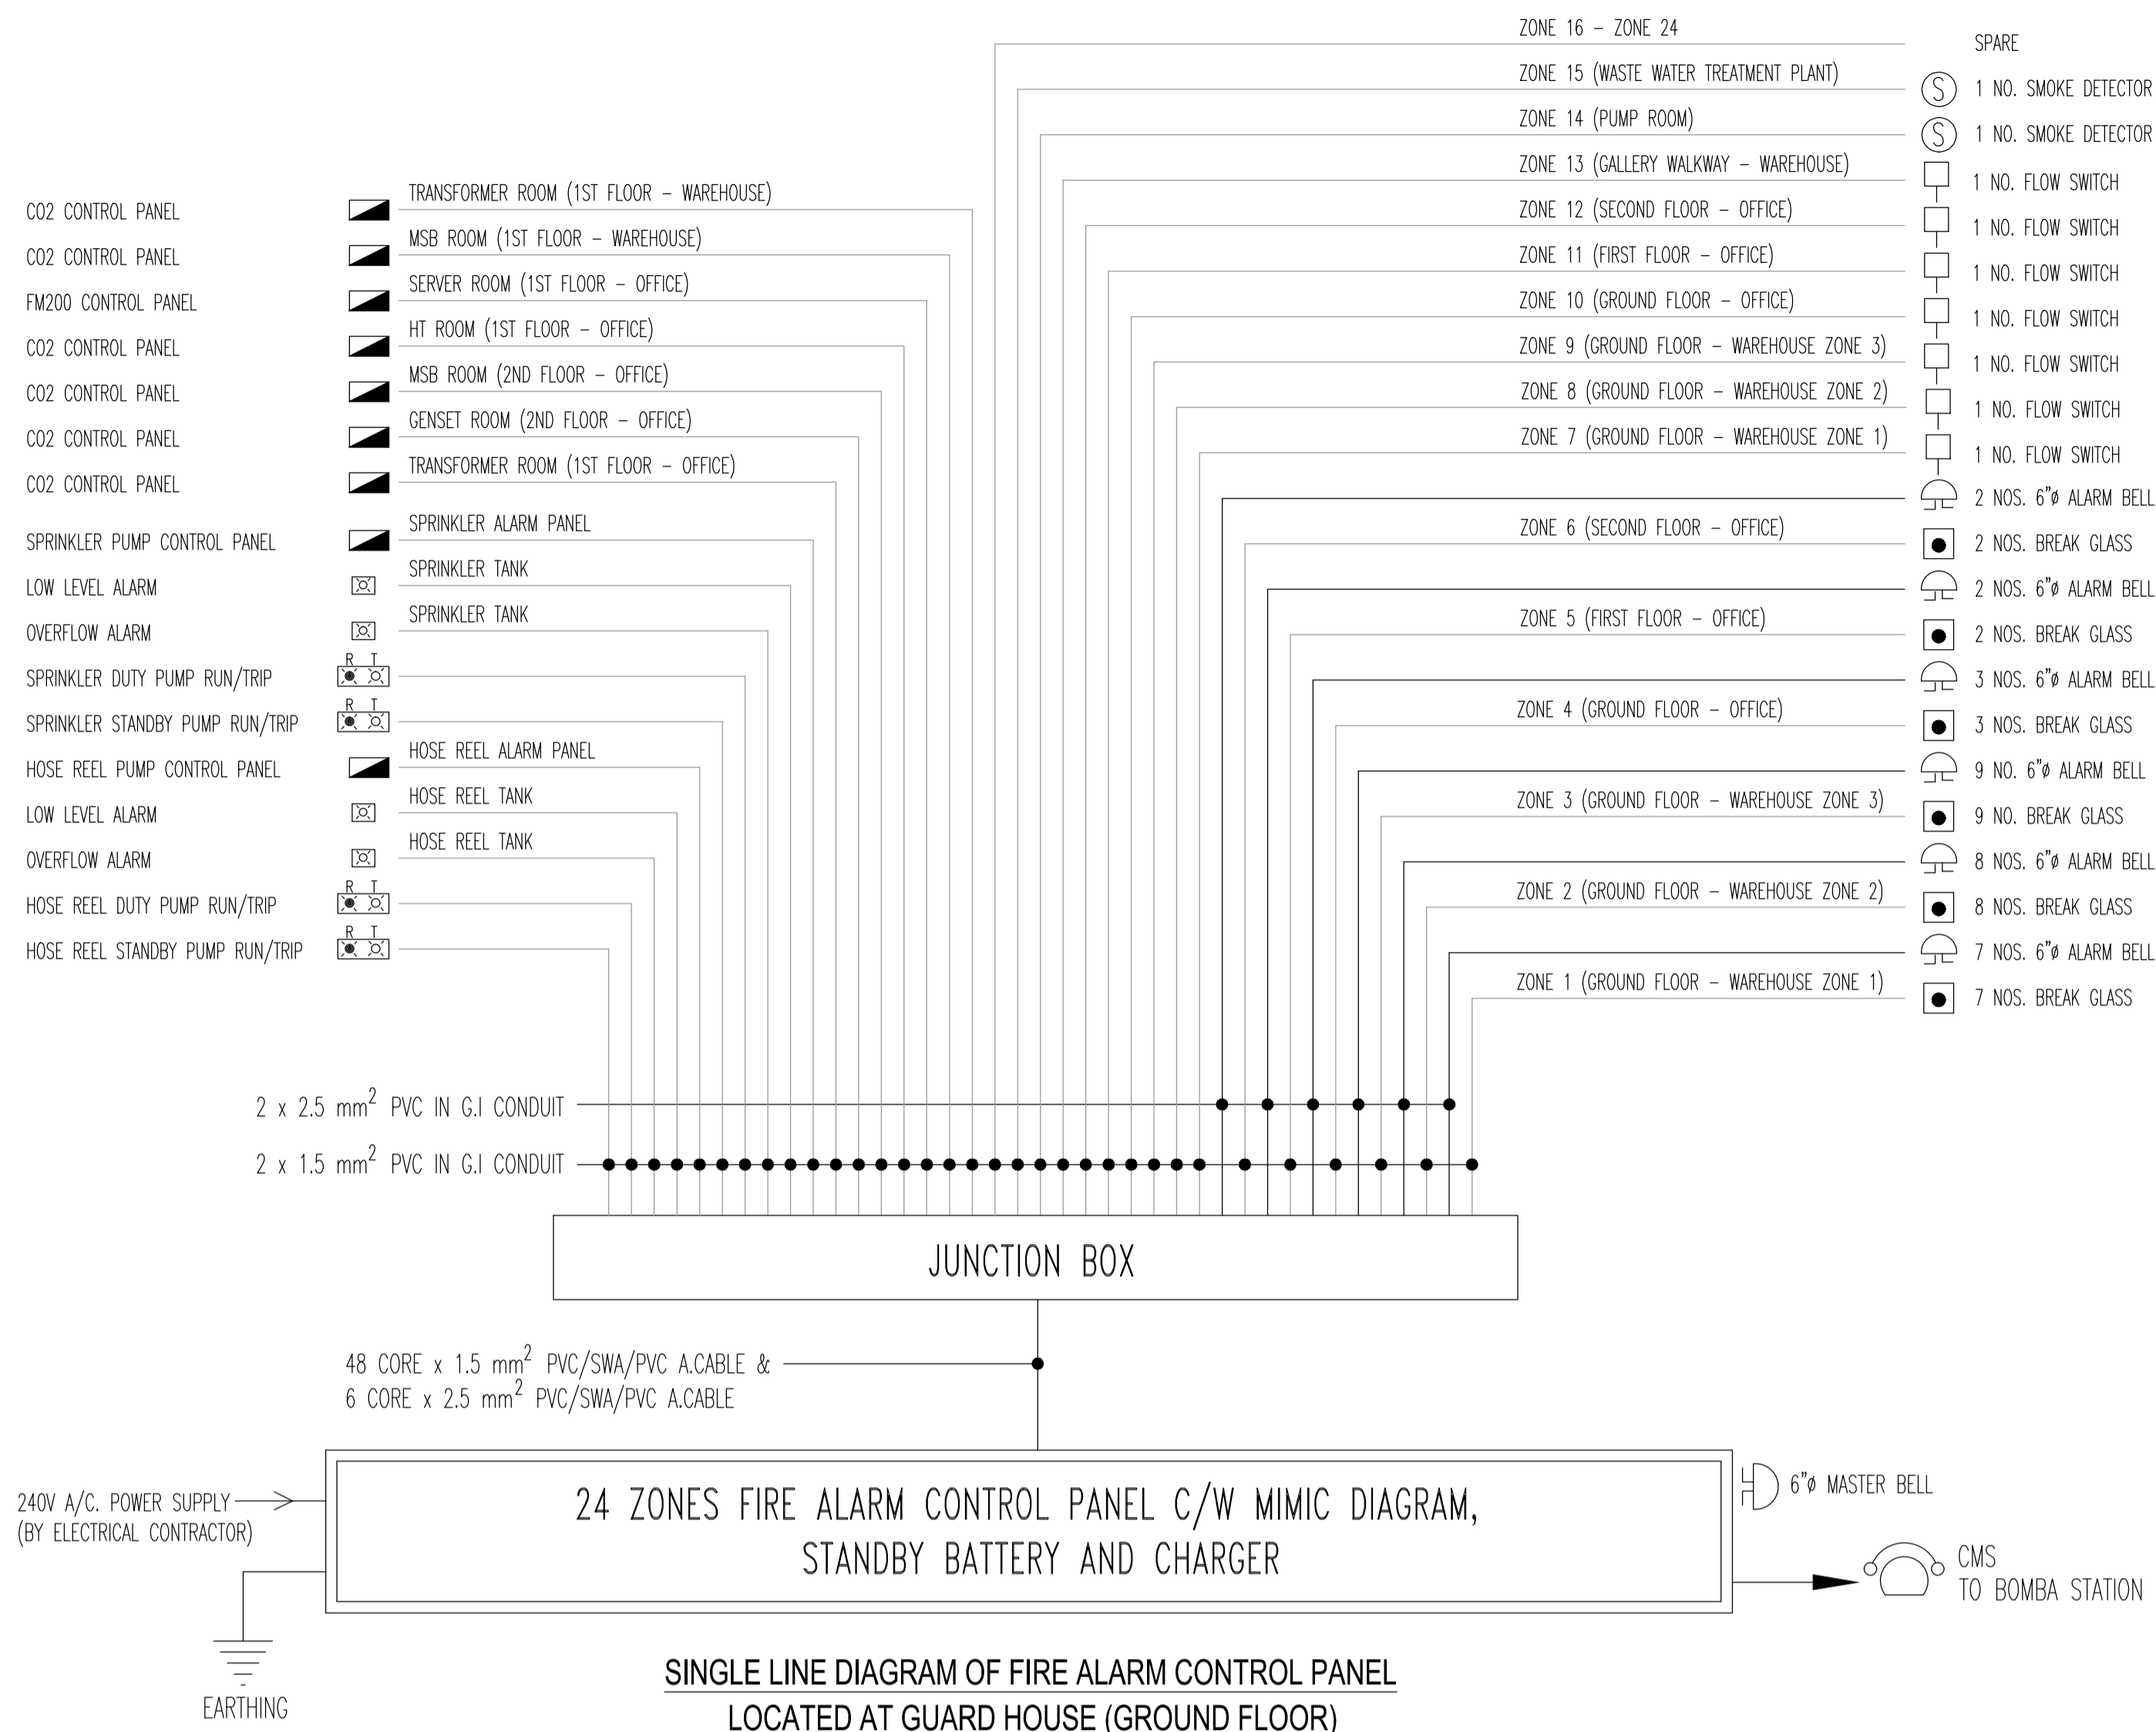 ZONE 16 – ZONE 24
SPARE
ZONE 15 (WASTE WATER TREATMENT PLANT)
S
1 NO. SMOKE DETECTOR
ZONE 14 (PUMP ROOM)
S
1 NO. SMOKE DETECTOR
ZONE 13 (GALLERY WALKWAY – WAREHOUSE)
1 NO. FLOW SWITCH
ZONE 12 (SECOND FLOOR – OFFICE)
1 NO. FLOW SWITCH
ZONE 11 (FIRST FLOOR – OFFICE)
1 NO. FLOW SWITCH
ZONE 10 (GROUND FLOOR – OFFICE)
1 NO. FLOW SWITCH
ZONE 9 (GROUND FLOOR – WAREHOUSE ZONE 3)
1 NO. FLOW SWITCH
ZONE 8 (GROUND FLOOR – WAREHOUSE ZONE 2)
1 NO. FLOW SWITCH
ZONE 7 (GROUND FLOOR – WAREHOUSE ZONE 1)
1 NO. FLOW SWITCH
2 NOS. 6"ø ALARM BELL
ZONE 6 (SECOND FLOOR – OFFICE)
2 NOS. BREAK GLASS
2 NOS. 6"ø ALARM BELL
ZONE 5 (FIRST FLOOR – OFFICE)
2 NOS. BREAK GLASS
3 NOS. 6"ø ALARM BELL
ZONE 4 (GROUND FLOOR – OFFICE)
3 NOS. BREAK GLASS
9 NO. 6"ø ALARM BELL
ZONE 3 (GROUND FLOOR – WAREHOUSE ZONE 3)
9 NO. BREAK GLASS
8 NOS. 6"ø ALARM BELL
ZONE 2 (GROUND FLOOR – WAREHOUSE ZONE 2)
8 NOS. BREAK GLASS
7 NOS. 6"ø ALARM BELL
ZONE 1 (GROUND FLOOR – WAREHOUSE ZONE 1)
7 NOS. BREAK GLASS
CO2 CONTROL PANEL
TRANSFORMER ROOM (1ST FLOOR – WAREHOUSE)
CO2 CONTROL PANEL
MSB ROOM (1ST FLOOR – WAREHOUSE)
FM200 CONTROL PANEL
SERVER ROOM (1ST FLOOR – OFFICE)
CO2 CONTROL PANEL
HT ROOM (1ST FLOOR – OFFICE)
CO2 CONTROL PANEL
MSB ROOM (2ND FLOOR – OFFICE)
CO2 CONTROL PANEL
GENSET ROOM (2ND FLOOR – OFFICE)
CO2 CONTROL PANEL
TRANSFORMER ROOM (1ST FLOOR – OFFICE)
SPRINKLER PUMP CONTROL PANEL
SPRINKLER ALARM PANEL
LOW LEVEL ALARM
SPRINKLER TANK
OVERFLOW ALARM
SPRINKLER TANK
SPRINKLER DUTY PUMP RUN/TRIP
R T
SPRINKLER STANDBY PUMP RUN/TRIP
R T
HOSE REEL PUMP CONTROL PANEL
HOSE REEL ALARM PANEL
LOW LEVEL ALARM
HOSE REEL TANK
OVERFLOW ALARM
HOSE REEL TANK
HOSE REEL DUTY PUMP RUN/TRIP
R T
HOSE REEL STANDBY PUMP RUN/TRIP
R T
2 x 2.5 mm² PVC IN G.I CONDUIT
2 x 1.5 mm² PVC IN G.I CONDUIT
JUNCTION BOX
48 CORE x 1.5 mm² PVC/SWA/PVC A.CABLE &
6 CORE x 2.5 mm² PVC/SWA/PVC A.CABLE
240V A/C. POWER SUPPLY
(BY ELECTRICAL CONTRACTOR)
24 ZONES FIRE ALARM CONTROL PANEL C/W MIMIC DIAGRAM,
STANDBY BATTERY AND CHARGER
6"ø MASTER BELL
CMS
TO BOMBA STATION
EARTHING
SINGLE LINE DIAGRAM OF FIRE ALARM CONTROL PANEL
LOCATED AT GUARD HOUSE (GROUND FLOOR)